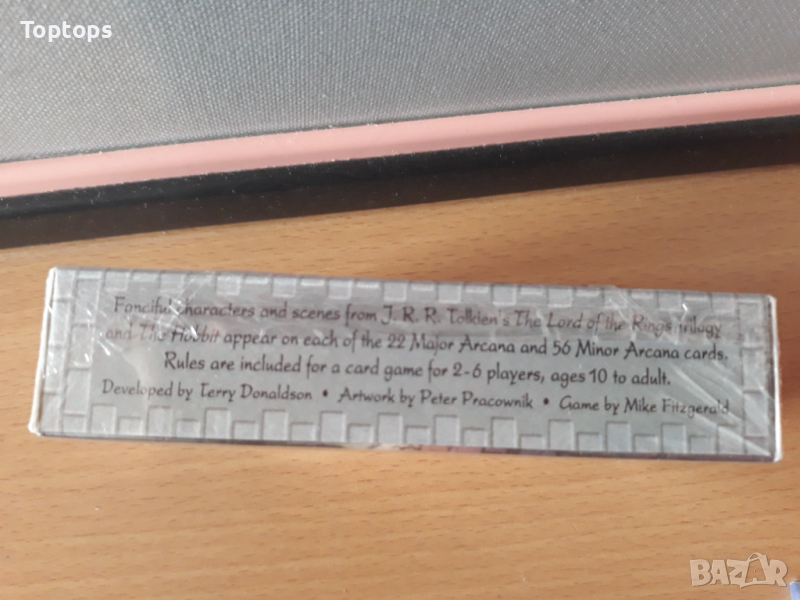 Toptops
Fanciful characters and scenes from J. R. R. Tolkien's The Lord of the Rings trilogy
and The Hobbit appear on each of the 22 Major Arcana and 56 Minor Arcana cards.
Rules are included for a card game for 2-6 players, ages 10 to adult.
Developed by Terry Donaldson • Artwork by Peter Pracownik • Game by Mike Fitzgerald
BAZAR